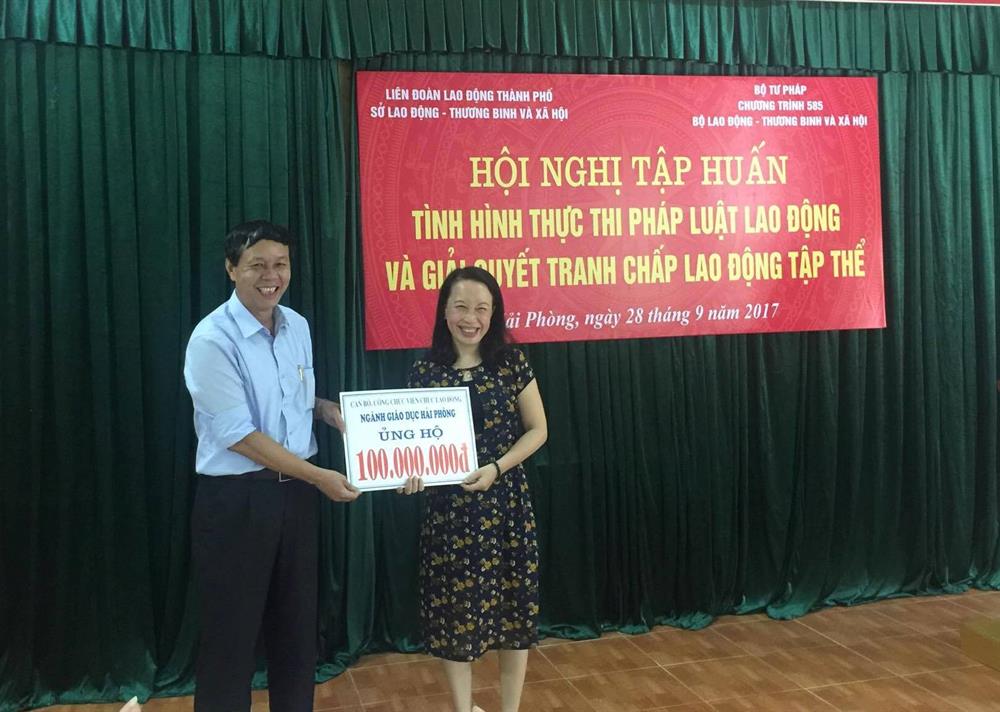 LIÊN ĐOÀN LAO ĐỘNG THÀNH PHỐ
SỞ LAO ĐỘNG - THƯƠNG BINH VÀ XÃ HỘI
BỘ TƯ PHÁP
CHƯƠNG TRÌNH 585
BỘ LAO ĐỘNG - THƯƠNG BINH VÀ XÃ HỘI
HỘI NGHỊ TẬP HUẤN
TÌNH HÌNH THỰC THI PHÁP LUẬT LAO ĐỘNG
VÀ GIẢI QUYẾT TRANH CHẤP LAO ĐỘNG TẬP THỂ
Hải Phòng, ngày 28 tháng 9 năm 2017
CÁN BỘ, CÔNG CHỨC VIÊN CHỨC LAO ĐỘNG
NGÀNH GIÁO DỤC HẢI PHÒNG
ỦNG HỘ
100.000.000đ